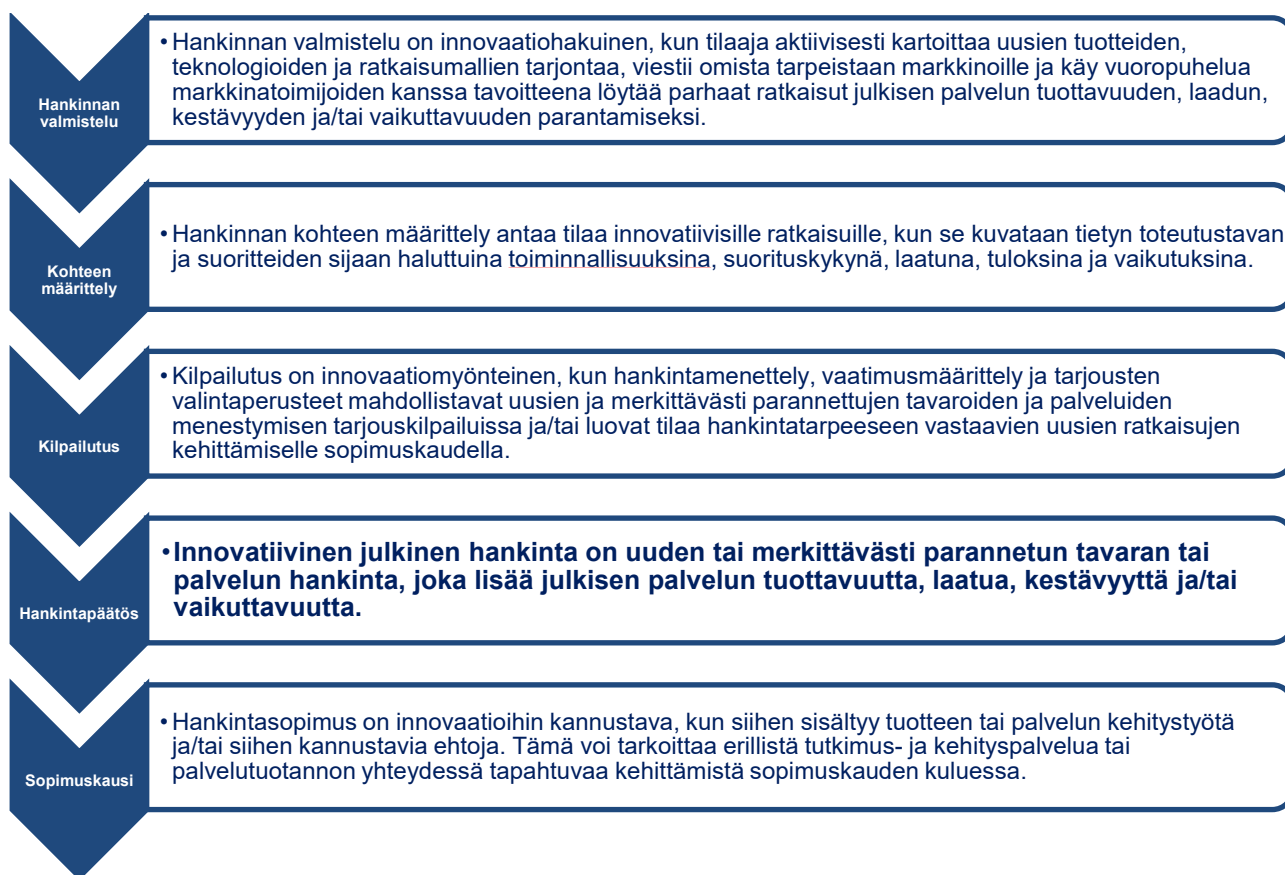 Hankinnan
valmistelu
• Hankinnan valmistelu on innovaatiohakuinen, kun tilaaja aktiivisesti kartoittaa uusien tuotteiden,
teknologioiden ja ratkaisumallien tarjontaa, viestii omista tarpeistaan markkinoille ja käy vuoropuhelua
markkinatoimijoiden kanssa tavoitteena löytää parhaat ratkaisut julkisen palvelun tuottavuuden, laadun,
kestävyyden ja/tai vaikuttavuuden parantamiseksi.
Kohteen
määrittely
• Hankinnan kohteen määrittely antaa tilaa innovatiivisille ratkaisuille, kun se kuvataan tietyn toteutustavan
ja suoritteiden sijaan haluttuina toiminnallisuuksina, suorituskykynä, laatuna, tuloksina ja vaikutuksina.
Kilpailutus
• Kilpailutus on innovaatiomyönteinen, kun hankintamenettely, vaatimusmäärittely ja tarjousten
valintaperusteet mahdollistavat uusien ja merkittävästi parannettujen tavaroiden ja palveluiden
menestymisen tarjouskilpailuissa ja/tai luovat tilaa hankintatarpeeseen vastaavien uusien ratkaisujen
kehittämiselle sopimuskaudella.
Hankintapäätös
• Innovatiivinen julkinen hankinta on uuden tai merkittävästi parannetun tavaran tai
palvelun hankinta, joka lisää julkisen palvelun tuottavuutta, laatua, kestävyyttä ja/tai
vaikuttavuutta.
Sopimuskausi
• Hankintasopimus on innovaatioihin kannustava, kun siihen sisältyy tuotteen tai palvelun kehitystyötä
ja/tai siihen kannustavia ehtoja. Tämä voi tarkoittaa erillistä tutkimus- ja kehityspalvelua tai
palvelutuotannon yhteydessä tapahtuvaa kehittämistä sopimuskauden kuluessa.